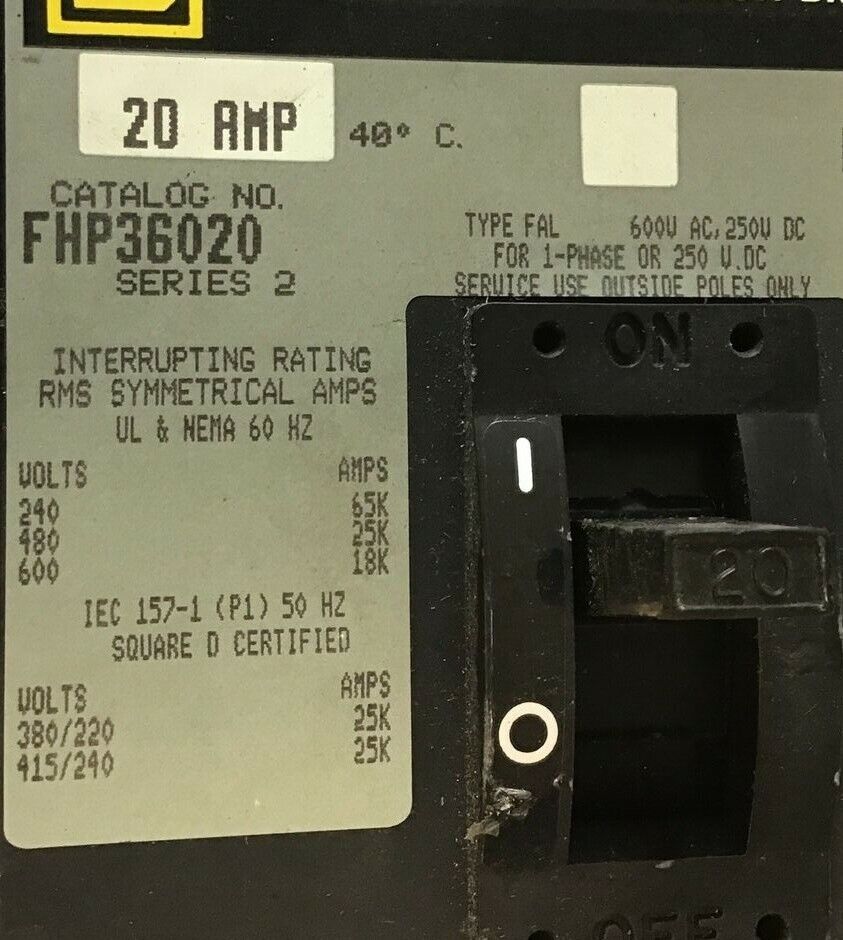 20 AMP 40° C.
CATALOG NO.
FHP36020
SERIES 2
TYPE FAL 600V AC, 250V DC
FOR 1-PHASE OR 250 V.DC
SERVICE USE OUTSIDE POLES ONLY
INTERRUPTING RATING
RMS SYMMETRICAL AMPS
UL & NEMA 60 HZ
VOLTS AMPS
240 65K
480 25K
600 18K
IEC 157-1 (P1) 50 HZ
SQUARE D CERTIFIED
VOLTS AMPS
380/220 25K
415/240 25K
ON
I
20
O
OFF